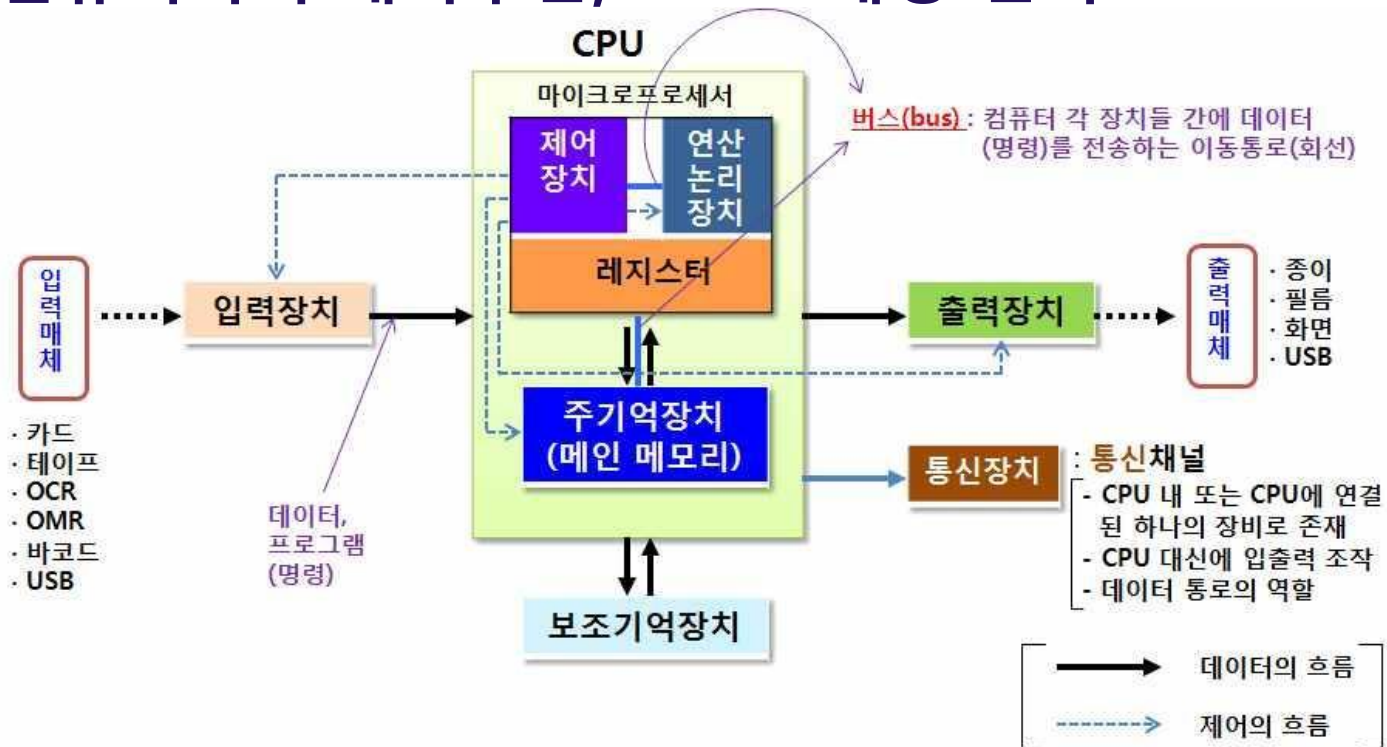 CPU
마이크로프로세서
제어
장치
연산
논리
장치
레지스터
주기억장치
(메인 메모리)
보조기억장치
버스(bus) : 컴퓨터 각 장치들 간에 데이터
(명령)를 전송하는 이동통로(회선)
입
력
매
체
입력장치
· 카드
· 테이프
· OCR
· OMR
· 바코드
· USB
데이터,
프로그램
(명령)
출력장치
출
력
매
체
· 종이
· 필름
· 화면
· USB
통신장치
: 통신채널
- CPU 내 또는 CPU에 연결
된 하나의 장비로 존재
- CPU 대신에 입출력 조작
- 데이터 통로의 역할
데이터의 흐름
제어의 흐름